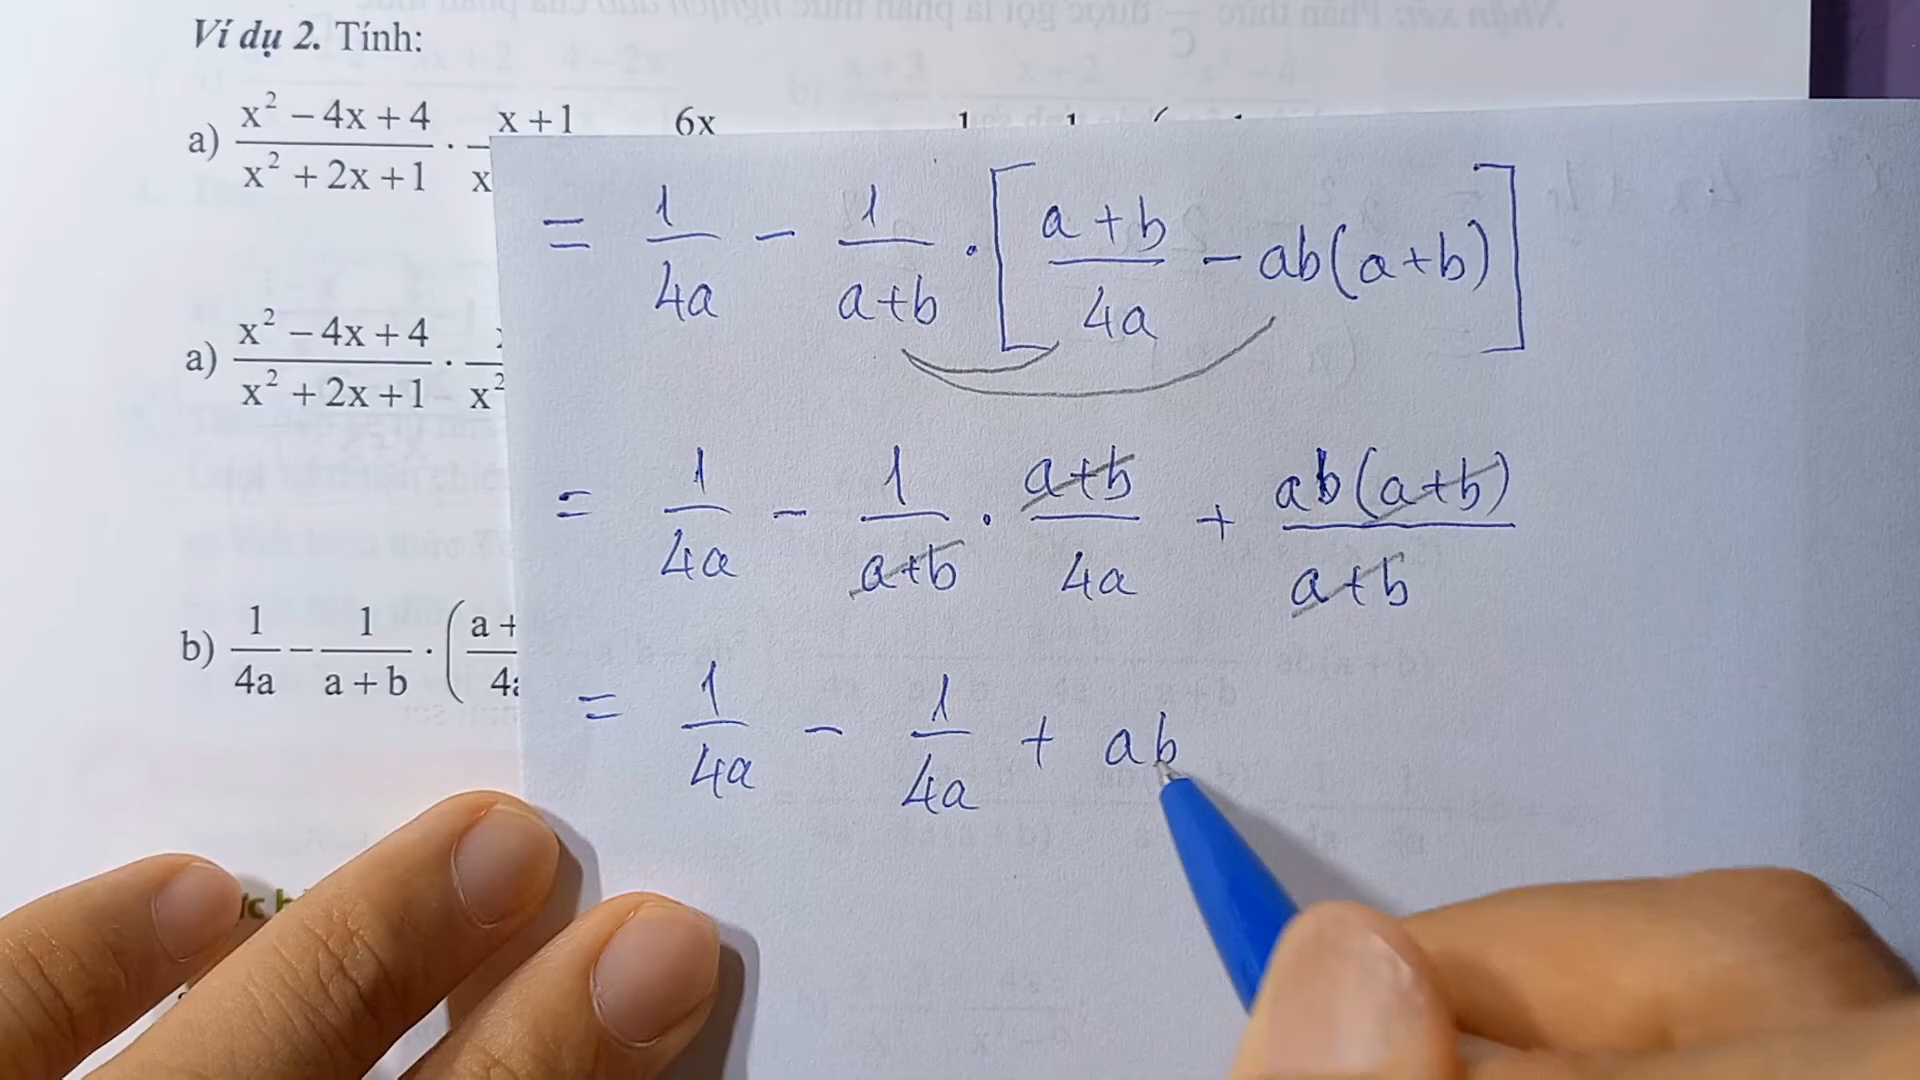 Ví dụ 2. Tính:
a) (x² − 4x + 4)/(x² + 2x + 1) · x + 1 6x
x
= 1/4a − 1/(a+b) · [(a+b)/4a − ab(a+b)]
a) (x² − 4x + 4)/(x² + 2x + 1) · x²
= 1/4a − 1/(a+b) · (a+b)/4a + ab(a+b)/(a+b)
b) 1/4a − 1/(a + b) · (a +
= 1/4a − 1/4a + ab